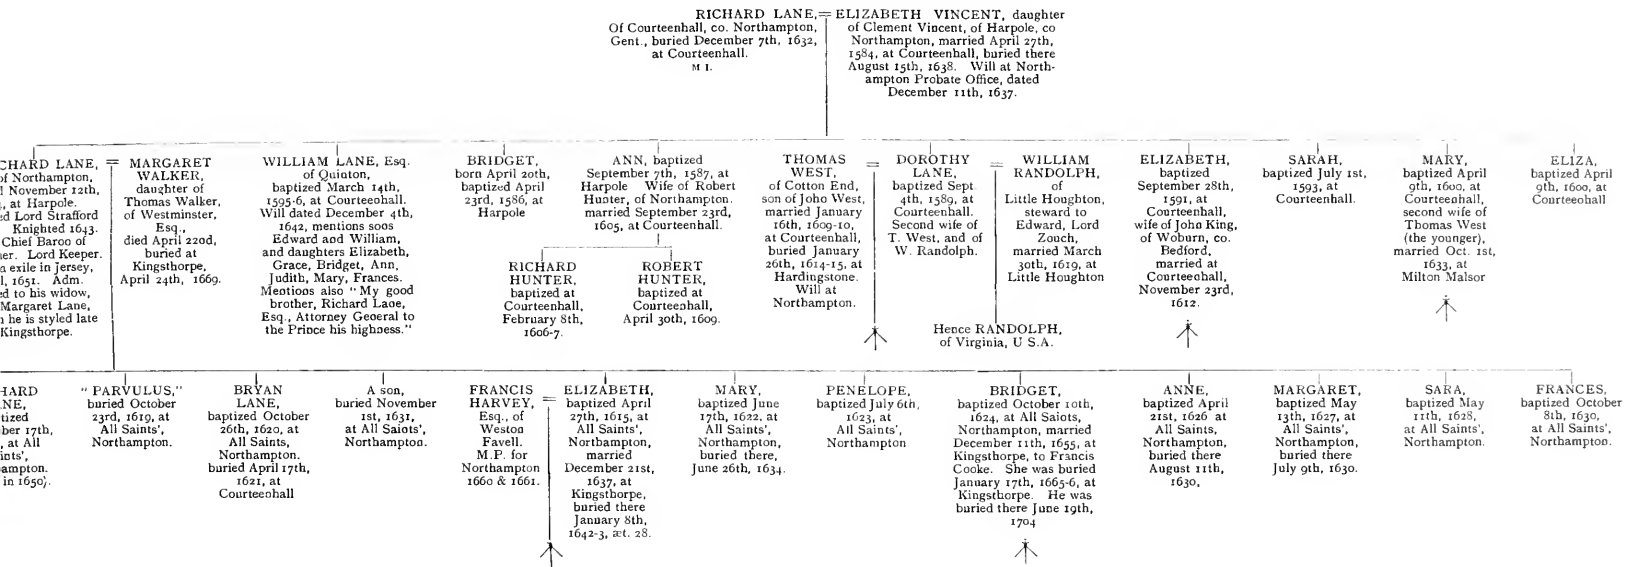 RICHARD LANE,
Of Courteenhall, co. Northampton,
Gent., buried December 7th, 1632,
at Courteenhall.
M I.
=
ELIZABETH VINCENT, daughter
of Clement Vincent, of Harpole, co
Northampton, married April 27th,
1584, at Courteenhall, buried there
August 15th, 1638. Will at North-
ampton Probate Office, dated
December 11th, 1637.
CHARD LANE,
of Northampton,
l November 12th,
, at Harpole.
ed Lord Strafford
Knighted 1643.
Chief Baron of
er. Lord Keeper.
a exile in Jersey,
l, 1651. Adm.
ed to his widow,
Margaret Lane,
he is styled late
Kingsthorpe.
=
MARGARET
WALKER,
daughter of
Thomas Walker,
of Westminster,
Esq.,
died April 22nd,
buried at
Kingsthorpe,
April 24th, 1669.
WILLIAM LANE, Esq.
of Quinton,
baptized March 14th,
1595-6, at Courteenhall.
Will dated December 4th,
1642, mentions sons
Edward and William,
and daughters Elizabeth,
Grace, Bridget, Ann,
Judith, Mary, Frances.
Mentions also "My good
brother, Richard Lane,
Esq., Attorney General to
the Prince his highness."
BRIDGET,
born April 20th,
baptized April
23rd, 1586, at
Harpole
ANN, baptized
September 7th, 1587, at
Harpole Wife of Robert
Hunter, of Northampton.
married September 23rd,
1605, at Courteenhall.
RICHARD
HUNTER,
baptized at
Courteenhall,
February 8th,
1606-7.
ROBERT
HUNTER,
baptized at
Courteenhall,
April 30th, 1609.
THOMAS
WEST,
of Cotton End,
son of John West,
married January
16th, 1609-10,
at Courteenhall,
buried January
26th, 1614-15, at
Hardingstone.
Will at
Northampton.
=
DOROTHY
LANE,
baptized Sept
4th, 1589, at
Courteenhall.
Second wife of
T. West, and of
W. Randolph.
=
WILLIAM
RANDOLPH,
of
Little Houghton,
steward to
Edward, Lord
Zouch,
married March
30th, 1619, at
Little Houghton
Hence RANDOLPH,
of Virginia, U S.A.
ELIZABETH,
baptized
September 28th,
1591, at
Courteenhall,
wife of John King,
of Woburn, co.
Bedford,
married at
Courteenhall,
November 23rd,
1612.
SARAH,
baptized July 1st,
1593, at
Courteenhall.
MARY,
baptized April
9th, 1600, at
Courteenhall,
second wife of
Thomas West
(the younger),
married Oct. 1st,
1633, at
Milton Malsor
ELIZA,
baptized April
9th, 1600, at
Courteenhall
HARD
NE,
tized
ber 17th,
, at All
ints',
ampton.
in 1650).
"PARVULUS,"
buried October
23rd, 1619, at
All Saints',
Northampton.
BRYAN
LANE,
baptized October
26th, 1620, at
All Saints,
Northampton.
buried April 17th,
1621, at
Courteenhall
A son,
buried November
1st, 1631,
at All Saints',
Northampton.
FRANCIS
HARVEY,
Esq., of
Weston
Favell.
M.P. for
Northampton
1660 & 1661.
=
ELIZABETH,
baptized April
27th, 1615, at
All Saints',
Northampton,
married
December 21st,
1637, at
Kingsthorpe,
buried there
January 8th,
1642-3, æt. 28.
MARY,
baptized June
17th, 1622. at
All Saints',
Northampton,
buried there,
June 26th, 1634.
PENELOPE,
baptized July 6th,
1623, at
All Saints',
Northampton
BRIDGET,
baptized October 10th,
1624, at All Saints,
Northampton, married
December 11th, 1655, at
Kingsthorpe, to Francis
Cooke. She was buried
January 17th, 1665-6, at
Kingsthorpe. He was
buried there June 19th,
1704
ANNE,
baptized April
21st, 1626 at
All Saints,
Northampton,
buried there
August 11th,
1630,
MARGARET,
baptized May
13th, 1627, at
All Saints',
Northampton,
buried there
July 9th, 1630.
SARA,
baptized May
11th, 1628,
at All Saints',
Northampton.
FRANCES,
baptized October
8th, 1630,
at All Saints',
Northampton.